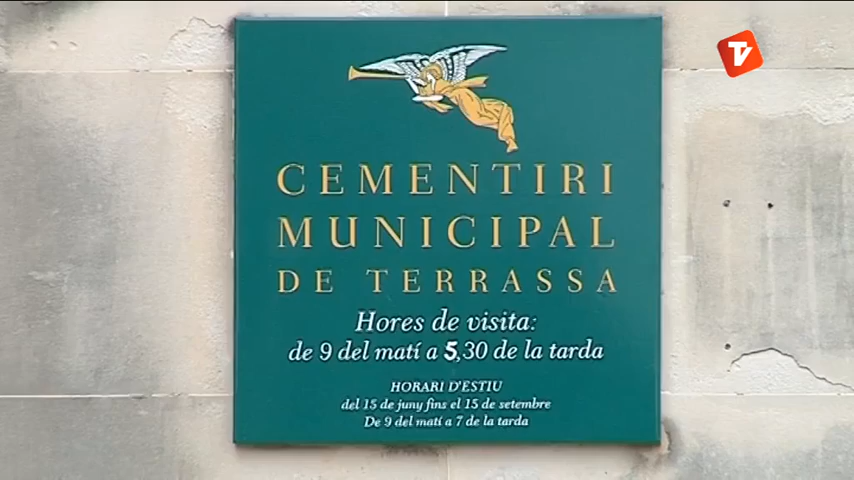 TV
CEMENTIRI
MUNICIPAL
DE TERRASSA
Hores de visita:
de 9 del matí a 5,30 de la tarda
HORARI D'ESTIU
del 15 de juny fins el 15 de setembre
De 9 del matí a 7 de la tarda